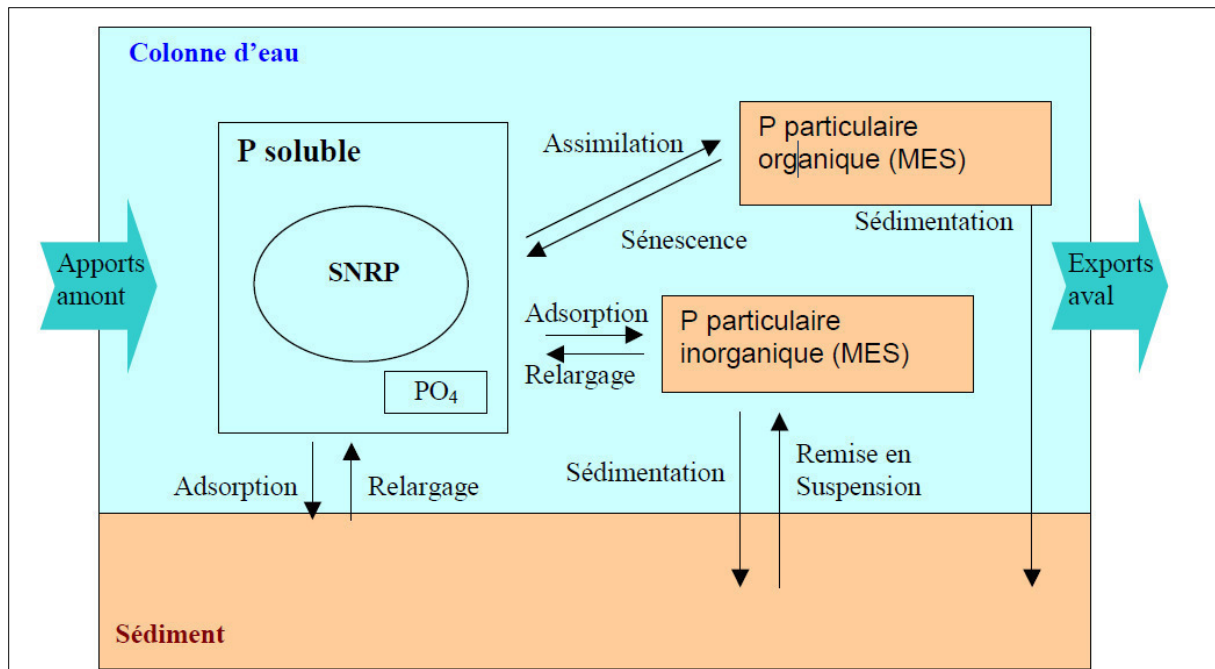 Colonne d'eau
P soluble
SNRP
PO4
Apports
amont
Assimilation
Sénescence
P particulaire
organique (MES)
Sédimentation
Exports
aval
Adsorption
Relargage
P particulaire
inorganique (MES)
Adsorption
Relargage
Sédimentation
Remise en
Suspension
Sédiment